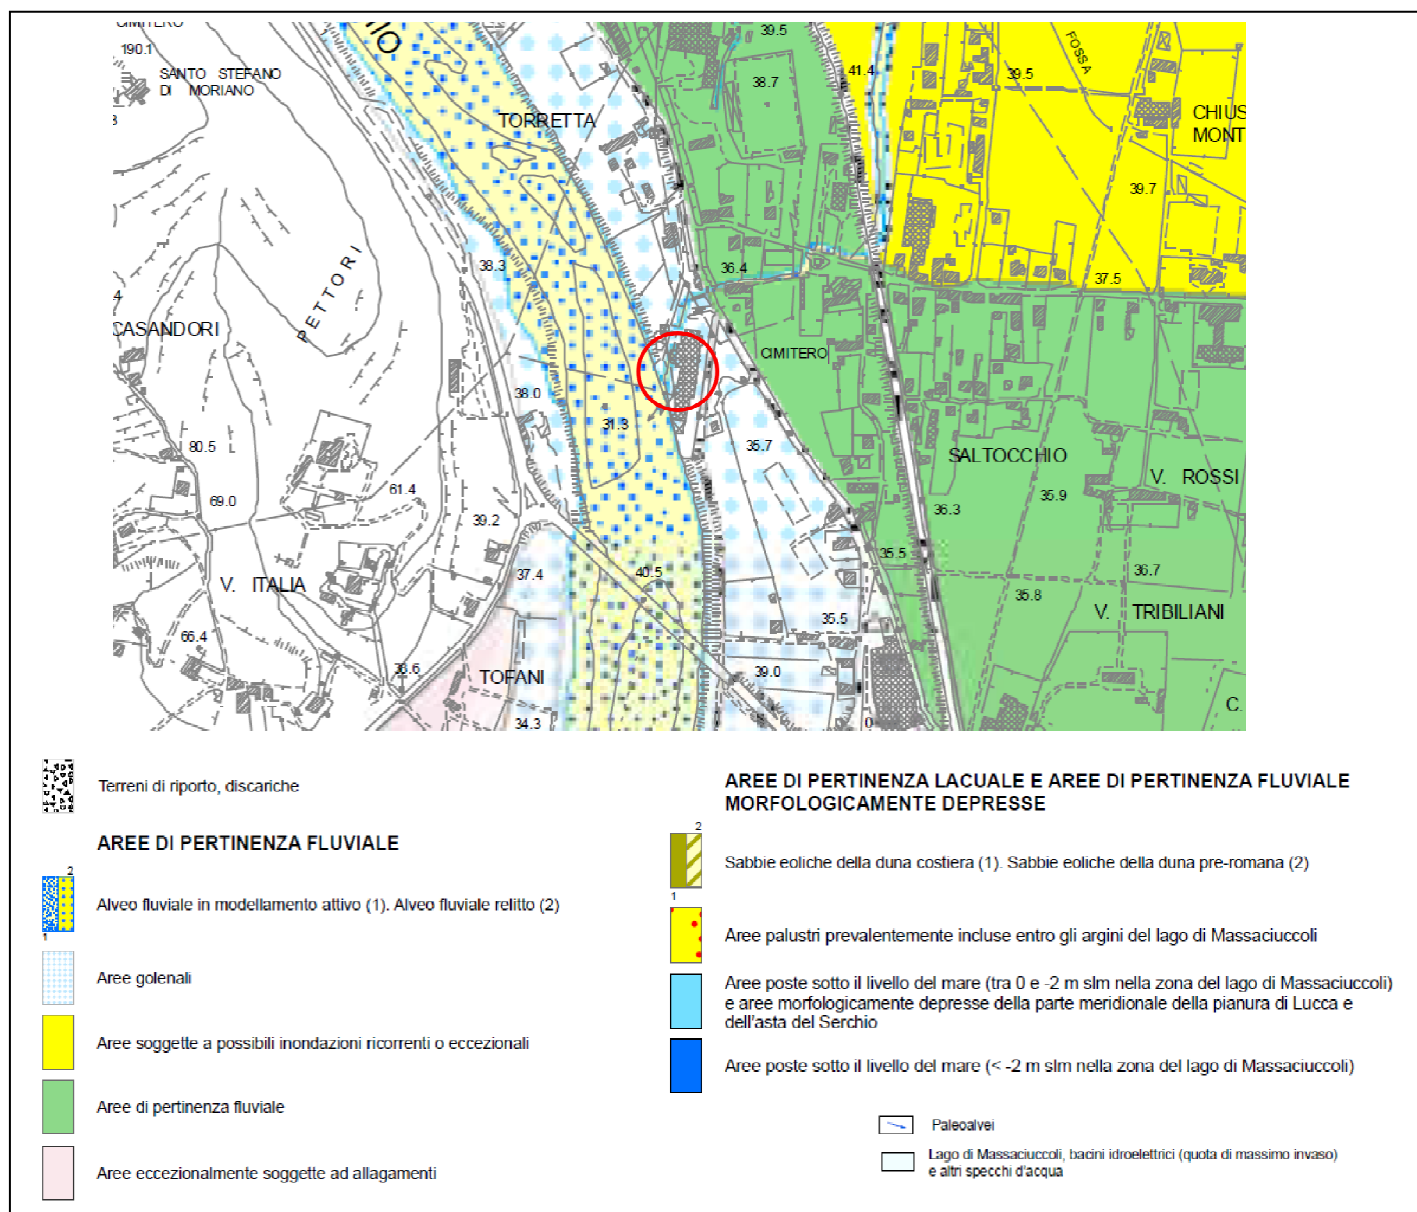 CIMITERO
190.1
SANTO STEFANO
DI MORIANO
TORRETTA
39.5
38.7
41.4
FOSSA
39.5
CHIUS
MONT
39.7
PETTORI
38.3
36.4
37.5
4
CASANDORI
CIMITERO
38.0
31.3
35.7
80.5
SALTOCCHIO
V. ROSSI
69.0
61.4
35.9
39.2
36.3
35.5
37.4
40.5
36.7
V. ITALIA
35.8
V. TRIBILIANI
66.4
35.5
38.6
TOFANI
39.0
34.3
0
C.
Terreni di riporto, discariche
AREE DI PERTINENZA FLUVIALE
2
1
Alveo fluviale in modellamento attivo (1). Alveo fluviale relitto (2)
Aree golenali
Aree soggette a possibili inondazioni ricorrenti o eccezionali
Aree di pertinenza fluviale
Aree eccezionalmente soggette ad allagamenti
AREE DI PERTINENZA LACUALE E AREE DI PERTINENZA FLUVIALE
MORFOLOGICAMENTE DEPRESSE
2
1
Sabbie eoliche della duna costiera (1). Sabbie eoliche della duna pre-romana (2)
Aree palustri prevalentemente incluse entro gli argini del lago di Massaciuccoli
Aree poste sotto il livello del mare (tra 0 e -2 m slm nella zona del lago di Massaciuccoli)
e aree morfologicamente depresse della parte meridionale della pianura di Lucca e
dell'asta del Serchio
Aree poste sotto il livello del mare (< -2 m slm nella zona del lago di Massaciuccoli)
Paleoalvei
Lago di Massaciuccoli, bacini idroelettrici (quota di massimo invaso)
e altri specchi d'acqua